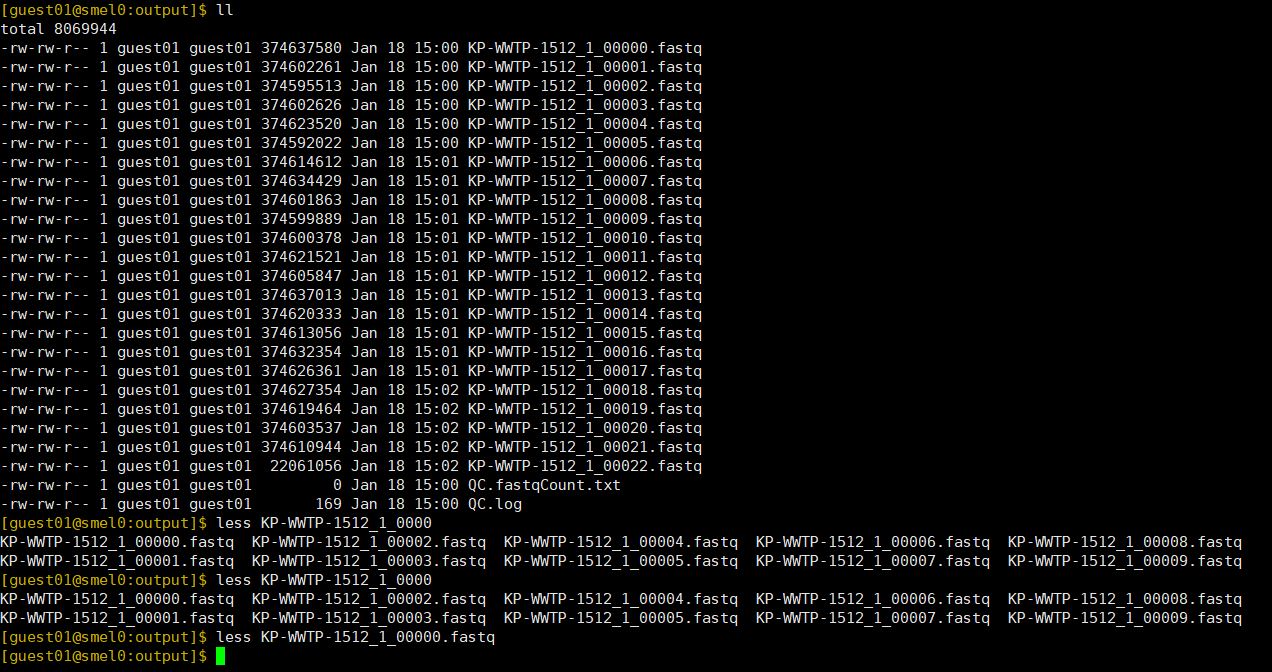 [guest01@smel0:output]$ ll
total 8069944
-rw-rw-r-- 1 guest01 guest01 374637580 Jan 18 15:00 KP-WWTP-1512_1_00000.fastq
-rw-rw-r-- 1 guest01 guest01 374602261 Jan 18 15:00 KP-WWTP-1512_1_00001.fastq
-rw-rw-r-- 1 guest01 guest01 374595513 Jan 18 15:00 KP-WWTP-1512_1_00002.fastq
-rw-rw-r-- 1 guest01 guest01 374602626 Jan 18 15:00 KP-WWTP-1512_1_00003.fastq
-rw-rw-r-- 1 guest01 guest01 374623520 Jan 18 15:00 KP-WWTP-1512_1_00004.fastq
-rw-rw-r-- 1 guest01 guest01 374592022 Jan 18 15:00 KP-WWTP-1512_1_00005.fastq
-rw-rw-r-- 1 guest01 guest01 374614612 Jan 18 15:01 KP-WWTP-1512_1_00006.fastq
-rw-rw-r-- 1 guest01 guest01 374634429 Jan 18 15:01 KP-WWTP-1512_1_00007.fastq
-rw-rw-r-- 1 guest01 guest01 374601863 Jan 18 15:01 KP-WWTP-1512_1_00008.fastq
-rw-rw-r-- 1 guest01 guest01 374599889 Jan 18 15:01 KP-WWTP-1512_1_00009.fastq
-rw-rw-r-- 1 guest01 guest01 374600378 Jan 18 15:01 KP-WWTP-1512_1_00010.fastq
-rw-rw-r-- 1 guest01 guest01 374621521 Jan 18 15:01 KP-WWTP-1512_1_00011.fastq
-rw-rw-r-- 1 guest01 guest01 374605847 Jan 18 15:01 KP-WWTP-1512_1_00012.fastq
-rw-rw-r-- 1 guest01 guest01 374637013 Jan 18 15:01 KP-WWTP-1512_1_00013.fastq
-rw-rw-r-- 1 guest01 guest01 374620333 Jan 18 15:01 KP-WWTP-1512_1_00014.fastq
-rw-rw-r-- 1 guest01 guest01 374613056 Jan 18 15:01 KP-WWTP-1512_1_00015.fastq
-rw-rw-r-- 1 guest01 guest01 374632354 Jan 18 15:01 KP-WWTP-1512_1_00016.fastq
-rw-rw-r-- 1 guest01 guest01 374626361 Jan 18 15:01 KP-WWTP-1512_1_00017.fastq
-rw-rw-r-- 1 guest01 guest01 374627354 Jan 18 15:02 KP-WWTP-1512_1_00018.fastq
-rw-rw-r-- 1 guest01 guest01 374619464 Jan 18 15:02 KP-WWTP-1512_1_00019.fastq
-rw-rw-r-- 1 guest01 guest01 374603537 Jan 18 15:02 KP-WWTP-1512_1_00020.fastq
-rw-rw-r-- 1 guest01 guest01 374610944 Jan 18 15:02 KP-WWTP-1512_1_00021.fastq
-rw-rw-r-- 1 guest01 guest01  22061056 Jan 18 15:02 KP-WWTP-1512_1_00022.fastq
-rw-rw-r-- 1 guest01 guest01         0 Jan 18 15:00 QC.fastqCount.txt
-rw-rw-r-- 1 guest01 guest01       169 Jan 18 15:00 QC.log
[guest01@smel0:output]$ less KP-WWTP-1512_1_0000
KP-WWTP-1512_1_00000.fastq  KP-WWTP-1512_1_00002.fastq  KP-WWTP-1512_1_00004.fastq  KP-WWTP-1512_1_00006.fastq  KP-WWTP-1512_1_00008.fastq
KP-WWTP-1512_1_00001.fastq  KP-WWTP-1512_1_00003.fastq  KP-WWTP-1512_1_00005.fastq  KP-WWTP-1512_1_00007.fastq  KP-WWTP-1512_1_00009.fastq
[guest01@smel0:output]$ less KP-WWTP-1512_1_0000
KP-WWTP-1512_1_00000.fastq  KP-WWTP-1512_1_00002.fastq  KP-WWTP-1512_1_00004.fastq  KP-WWTP-1512_1_00006.fastq  KP-WWTP-1512_1_00008.fastq
KP-WWTP-1512_1_00001.fastq  KP-WWTP-1512_1_00003.fastq  KP-WWTP-1512_1_00005.fastq  KP-WWTP-1512_1_00007.fastq  KP-WWTP-1512_1_00009.fastq
[guest01@smel0:output]$ less KP-WWTP-1512_1_00000.fastq
[guest01@smel0:output]$